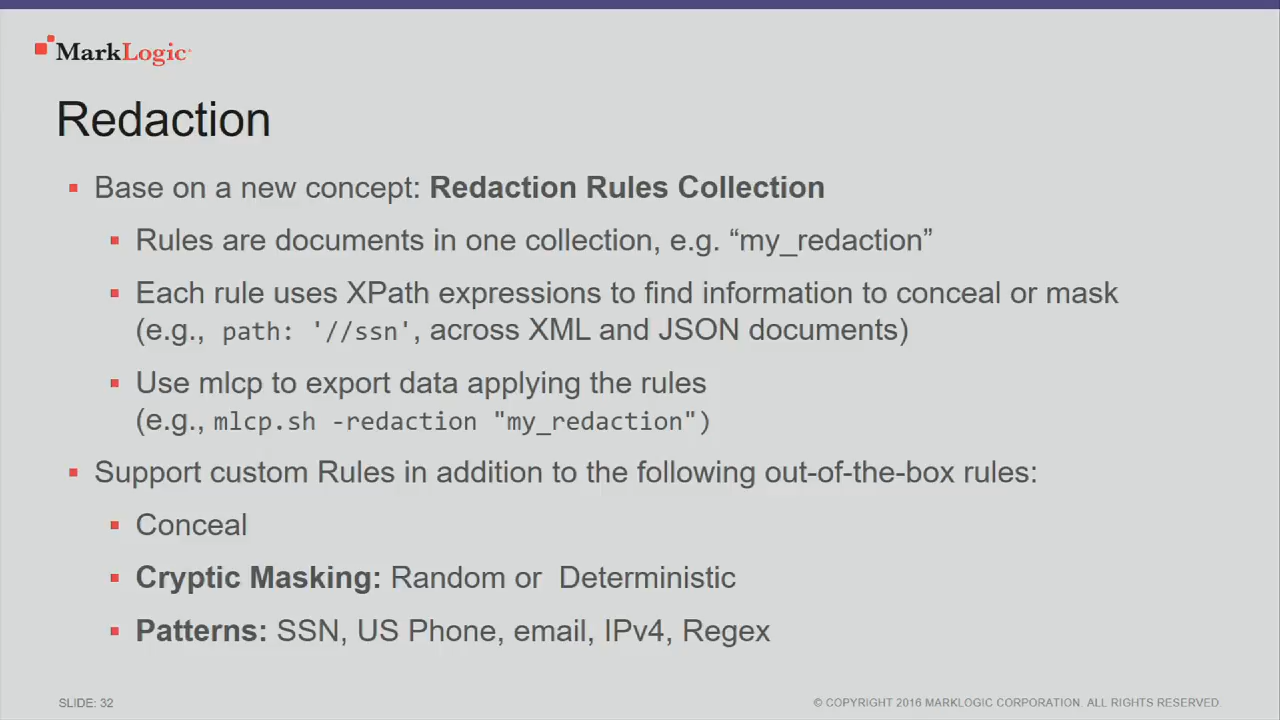 MarkLogic
Redaction
Base on a new concept: Redaction Rules Collection
Rules are documents in one collection, e.g. “my_redaction”
Each rule uses XPath expressions to find information to conceal or mask
(e.g., path: '//ssn', across XML and JSON documents)
Use mlcp to export data applying the rules
(e.g., mlcp.sh -redaction "my_redaction")
Support custom Rules in addition to the following out-of-the-box rules:
Conceal
Cryptic Masking: Random or  Deterministic
Patterns: SSN, US Phone, email, IPv4, Regex
SLIDE: 32
© COPYRIGHT 2016 MARKLOGIC CORPORATION. ALL RIGHTS RESERVED.